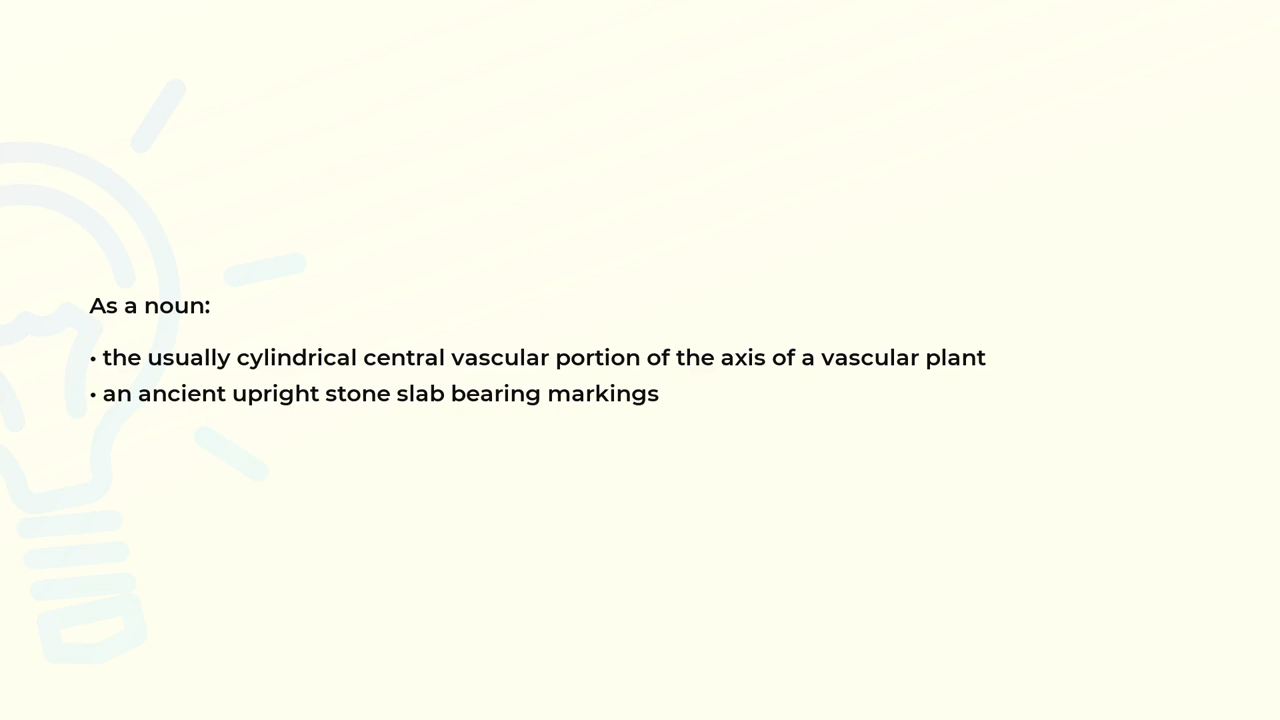 As a noun:
• the usually cylindrical central vascular portion of the axis of a vascular plant
• an ancient upright stone slab bearing markings